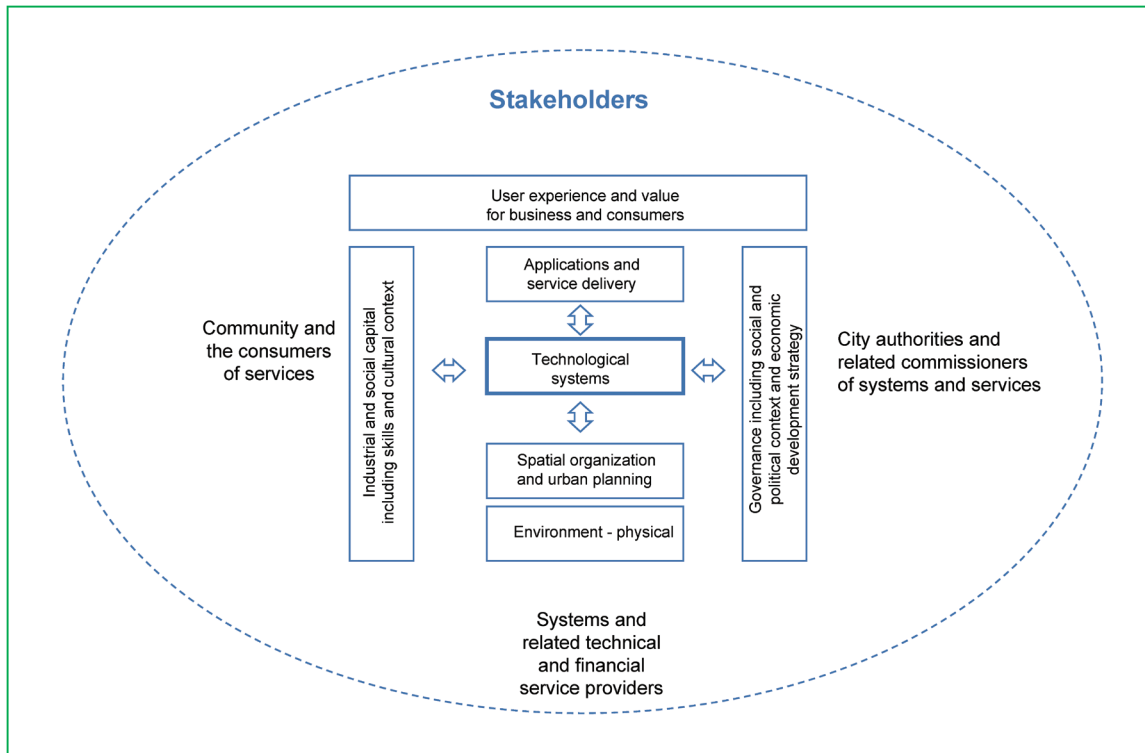 Stakeholders
User experience and value
for business and consumers
Applications and
service delivery
Community and
the consumers
of services
Industrial and social capital
including skills and cultural context
Technological
systems
Governance including social and
political context and economic
development strategy
City authorities and
related commissioners
of systems and services
Spatial organization
and urban planning
Environment - physical
Systems and
related technical
and financial
service providers